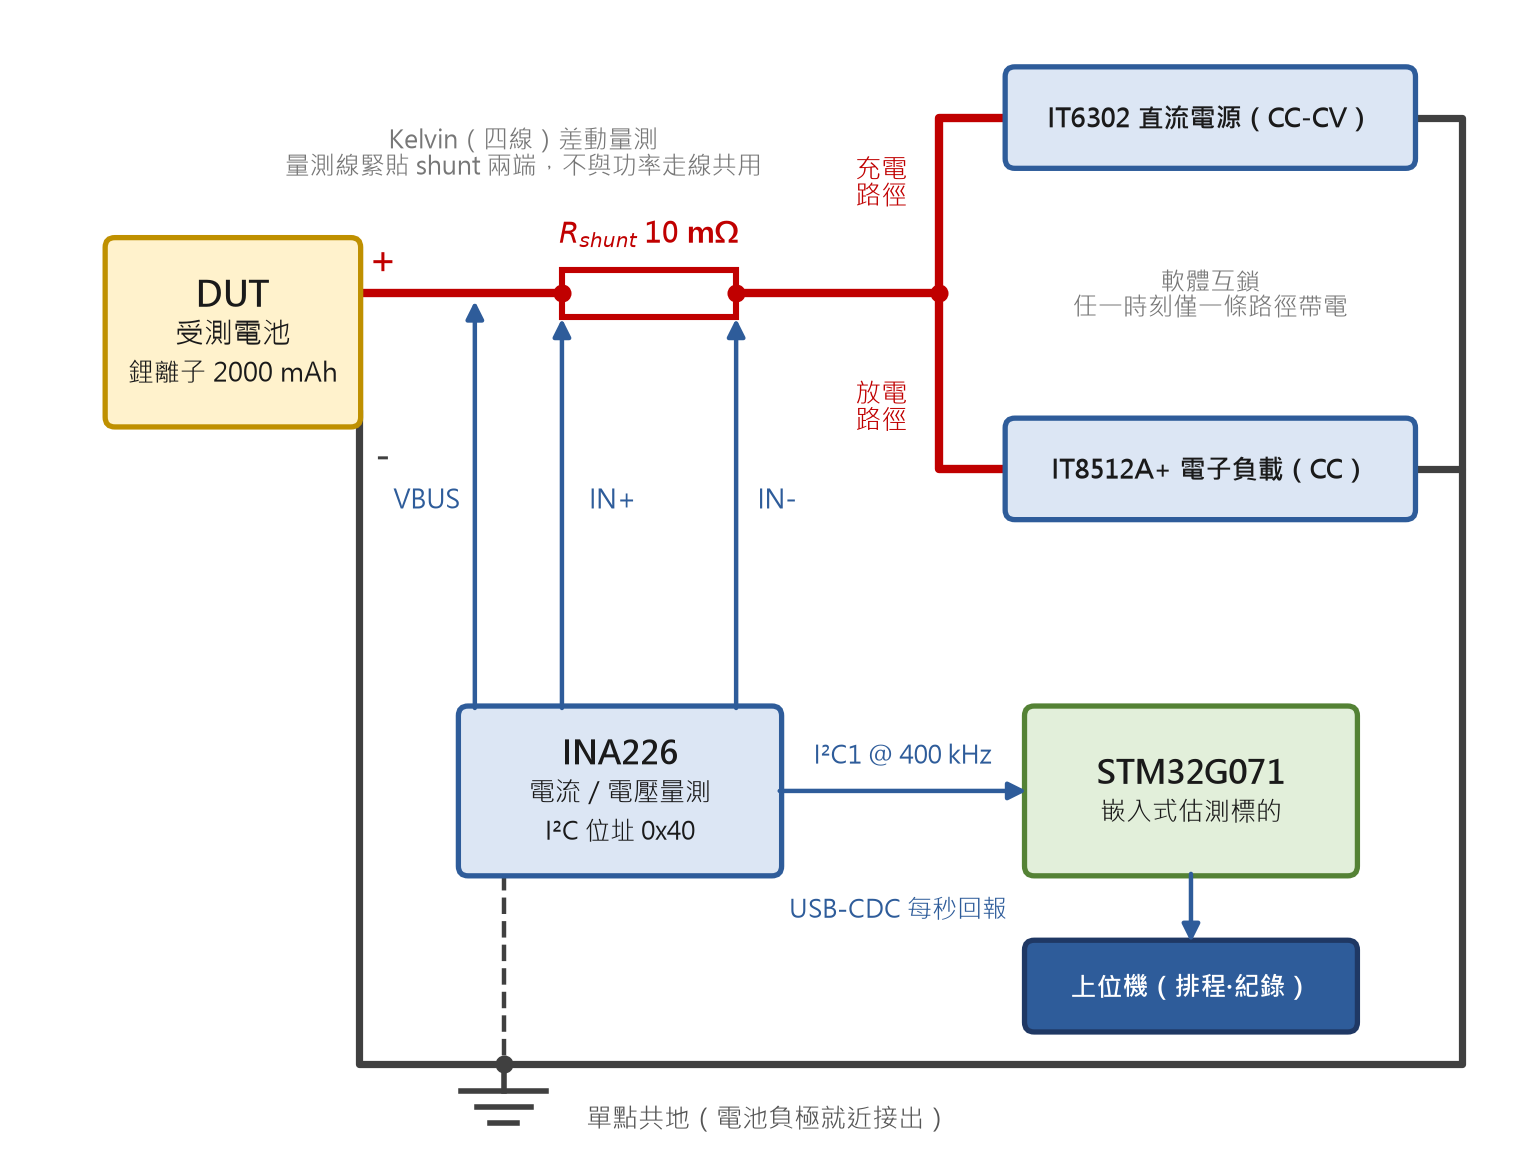 IT6302 直流電源（CC-CV）
Kelvin（四線）差動量測
量測線緊貼 shunt 兩端，不與功率走線共用
充電
路徑
R_shunt 10 mΩ
+
DUT
受測電池
鋰離子 2000 mAh
軟體互鎖
任一時刻僅一條路徑帶電
放電
路徑
IT8512A+ 電子負載（CC）
-
VBUS
IN+
IN-
INA226
電流 / 電壓量測
I²C 位址 0x40
I²C1 @ 400 kHz
STM32G071
嵌入式估測標的
USB-CDC 每秒回報
上位機（排程·紀錄）
單點共地（電池負極就近接出）